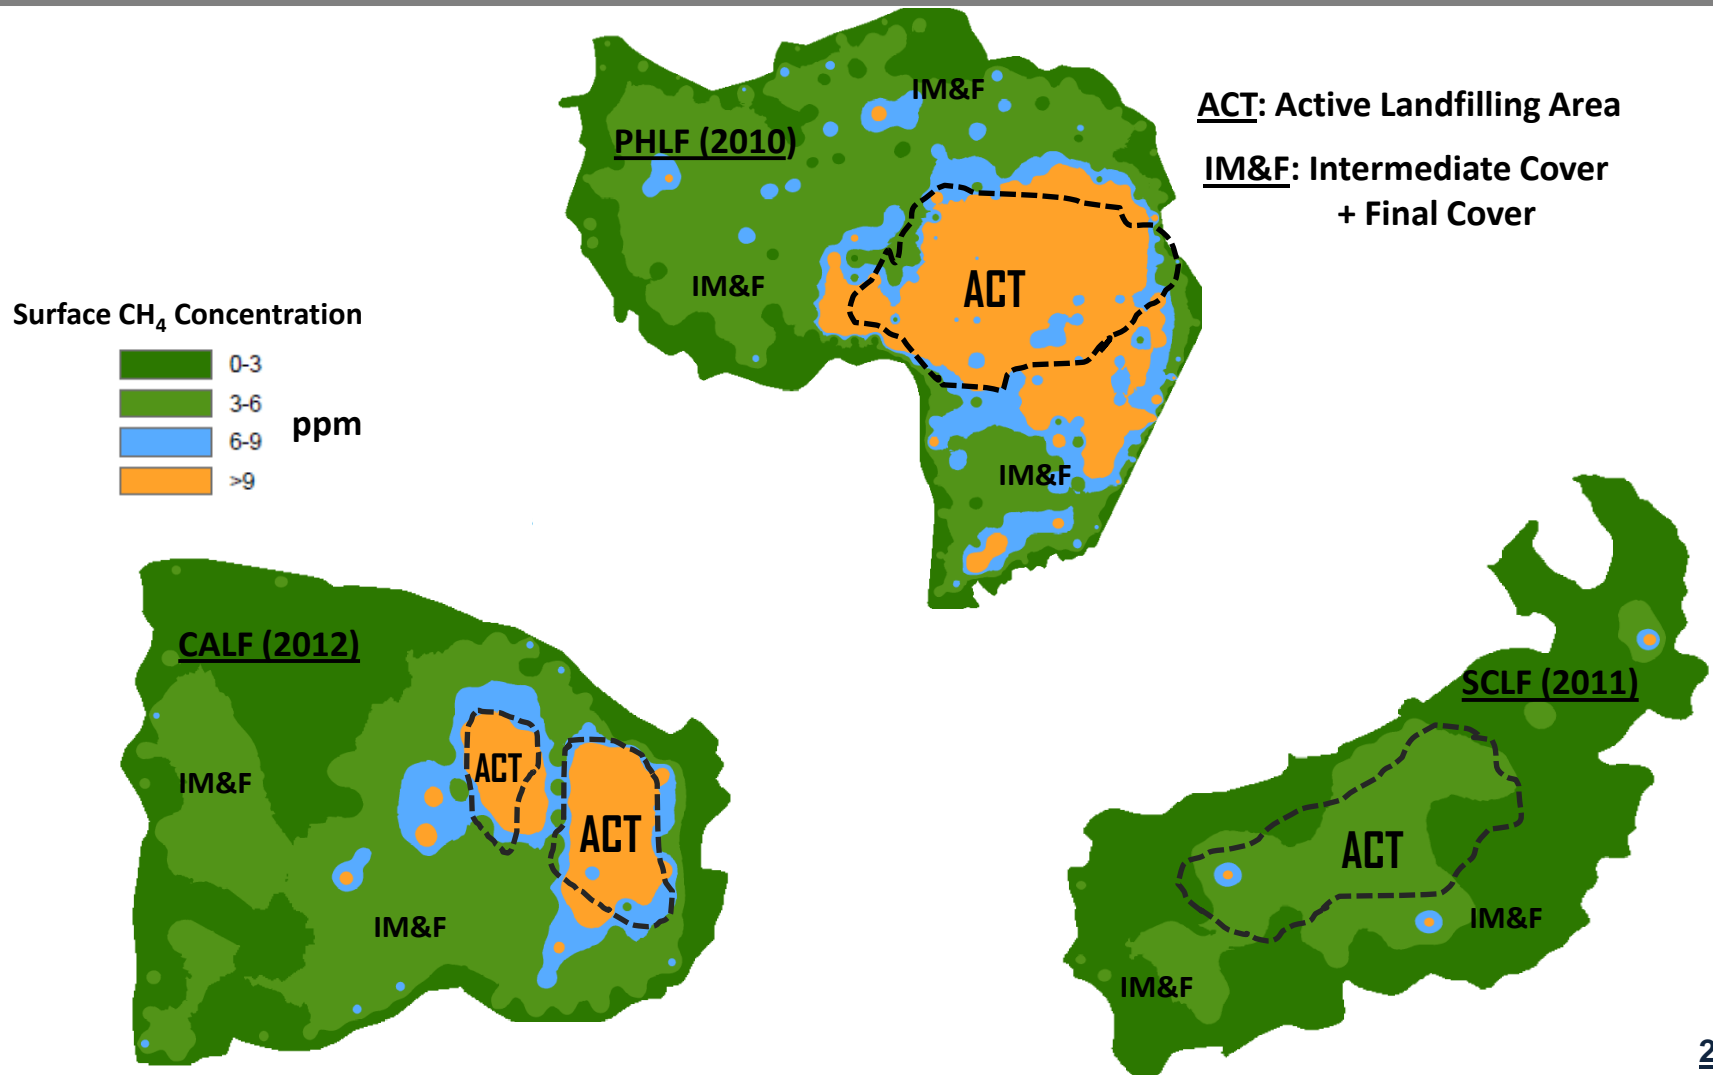 IM&F
PHLF (2010)
IM&F
ACT
IM&F
ACT: Active Landfilling Area
IM&F: Intermediate Cover
+ Final Cover
Surface CH₄ Concentration
0-3
3-6
6-9
>9
ppm
CALF (2012)
IM&F
ACT
ACT
IM&F
SCLF (2011)
ACT
IM&F
IM&F
2